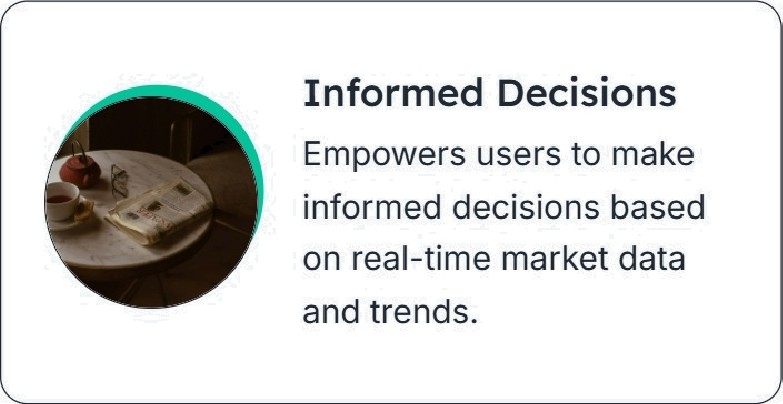 Informed Decisions
Empowers users to make
informed decisions based
on real-time market data
and trends.